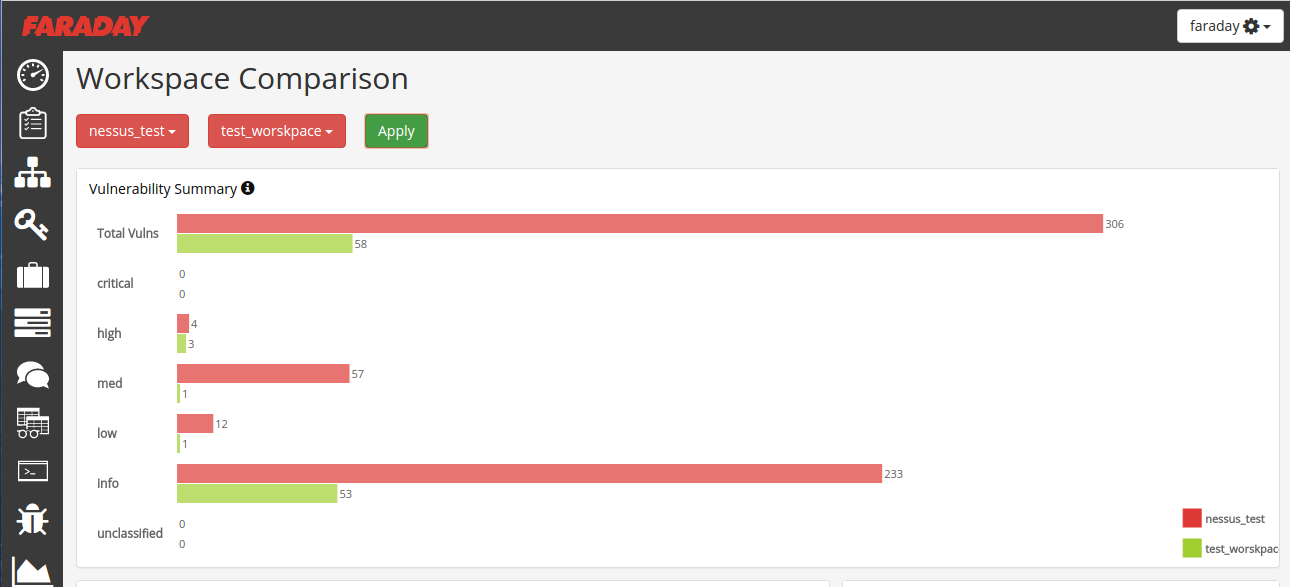 FARADAY
faraday
Workspace Comparison
nessus_test
test_worskpace
Apply
Vulnerability Summary
Total Vulns
306
58
critical
0
0
high
4
3
med
57
1
low
12
1
info
233
53
unclassified
0
0
nessus_test
test_worskpac